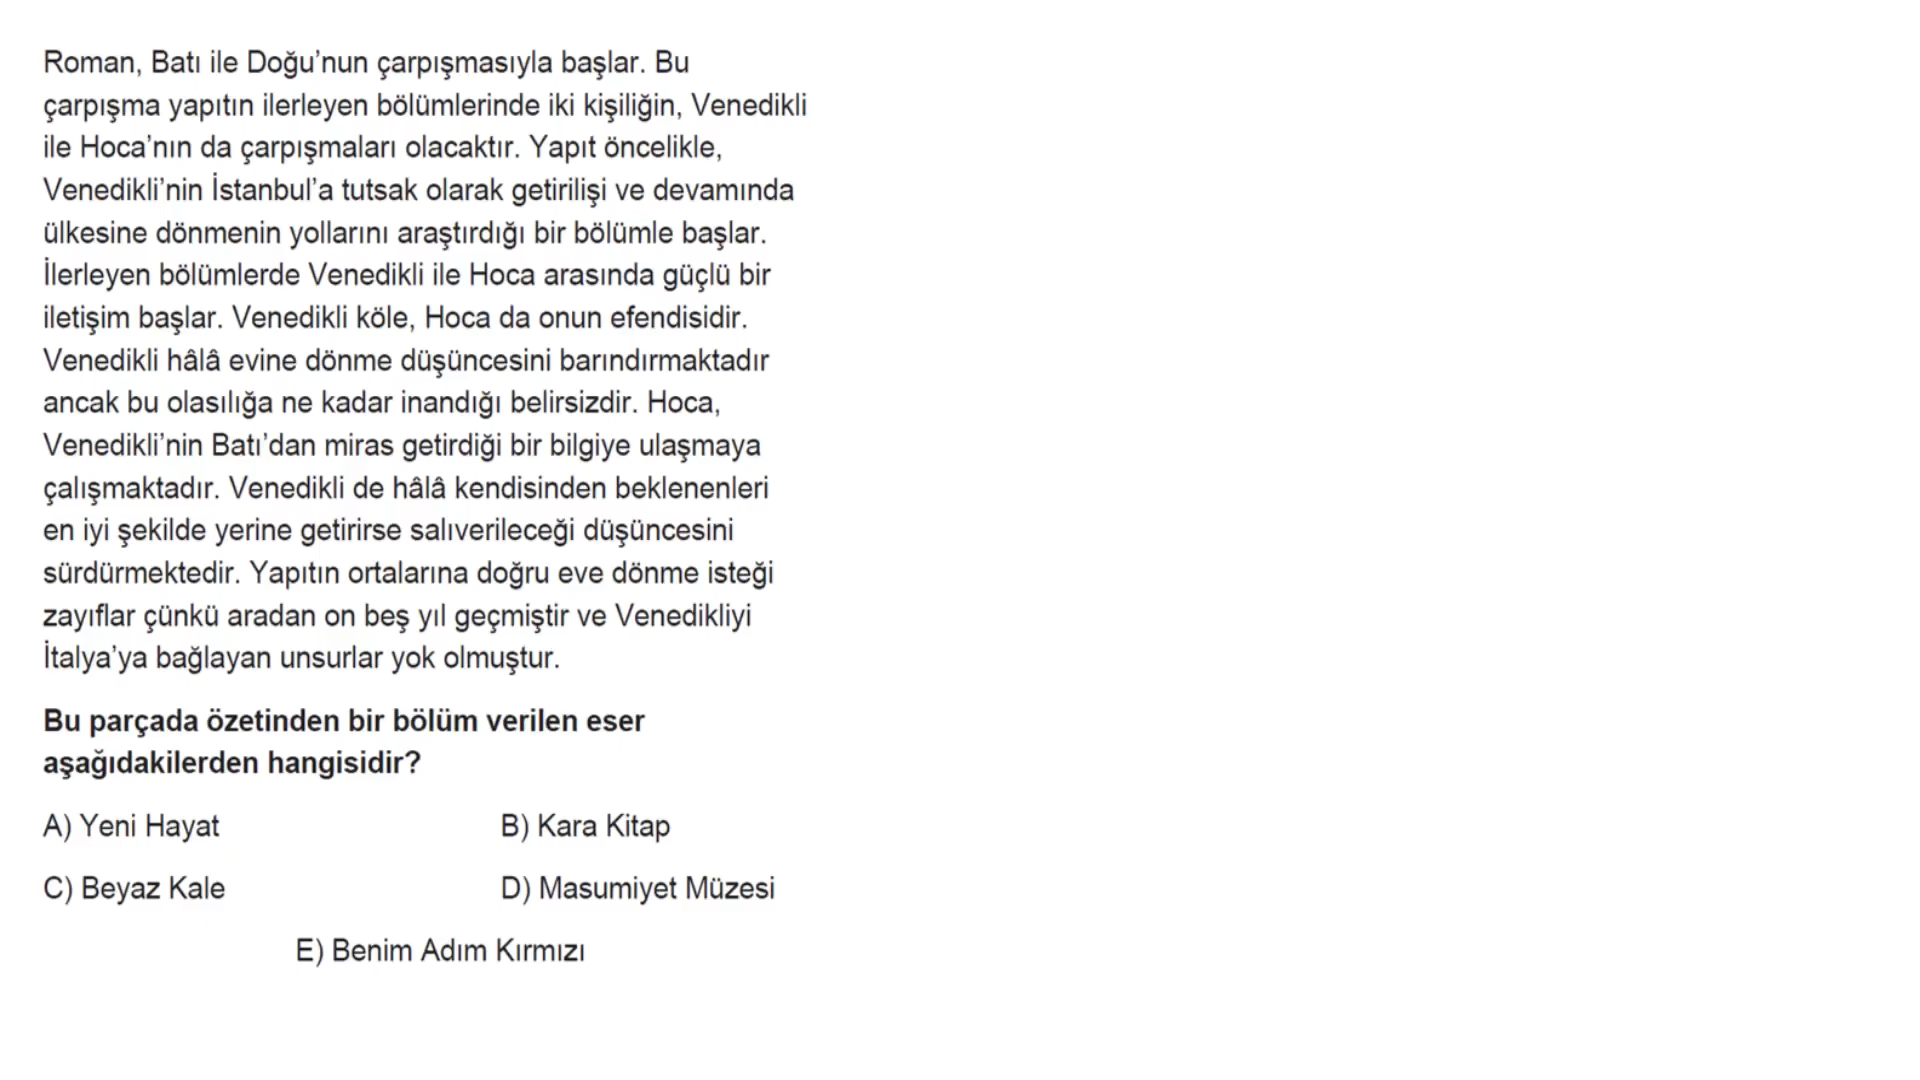 Roman, Batı ile Doğu’nun çarpışmasıyla başlar. Bu
çarpışma yapıtın ilerleyen bölümlerinde iki kişiliğin, Venedikli
ile Hoca’nın da çarpışmaları olacaktır. Yapıt öncelikle,
Venedikli’nin İstanbul’a tutsak olarak getirilişi ve devamında
ülkesine dönmenin yollarını araştırdığı bir bölümle başlar.
İlerleyen bölümlerde Venedikli ile Hoca arasında güçlü bir
iletişim başlar. Venedikli köle, Hoca da onun efendisidir.
Venedikli hâlâ evine dönme düşüncesini barındırmaktadır
ancak bu olasılığa ne kadar inandığı belirsizdir. Hoca,
Venedikli’nin Batı’dan miras getirdiği bir bilgiye ulaşmaya
çalışmaktadır. Venedikli de hâlâ kendisinden beklenenleri
en iyi şekilde yerine getirirse salıverileceği düşüncesini
sürdürmektedir. Yapıtın ortalarına doğru eve dönme isteği
zayıflar çünkü aradan on beş yıl geçmiştir ve Venedikliyi
İtalya’ya bağlayan unsurlar yok olmuştur.
Bu parçada özetinden bir bölüm verilen eser
aşağıdakilerden hangisidir?
A) Yeni Hayat B) Kara Kitap
C) Beyaz Kale D) Masumiyet Müzesi
E) Benim Adım Kırmızı